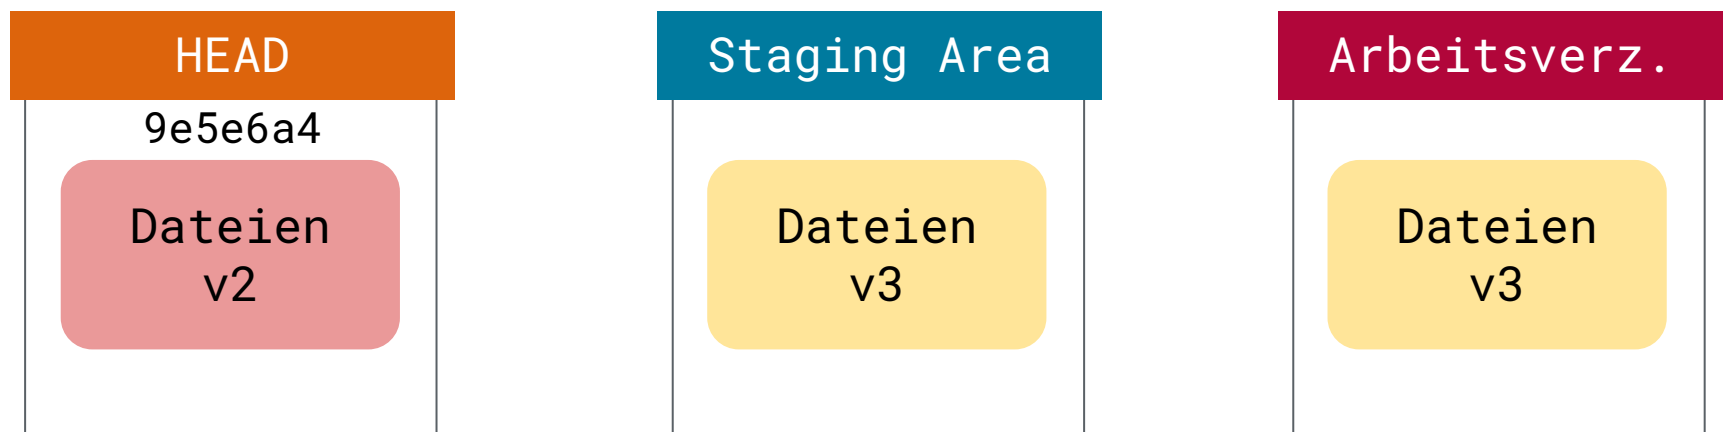 HEAD
Staging Area
Arbeitsverz.
9e5e6a4
Dateien
v2
Dateien
v3
Dateien
v3